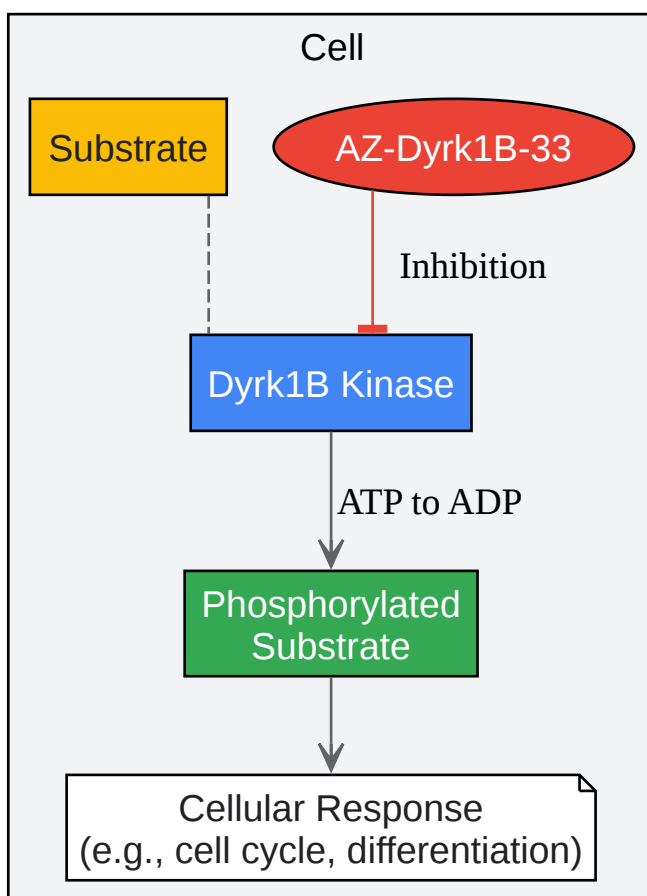 Cell
Substrate
AZ-Dyrk1B-33
Inhibition
Dyrk1B Kinase
ATP to ADP
Phosphorylated
Substrate
Cellular Response
(e.g., cell cycle, differentiation)